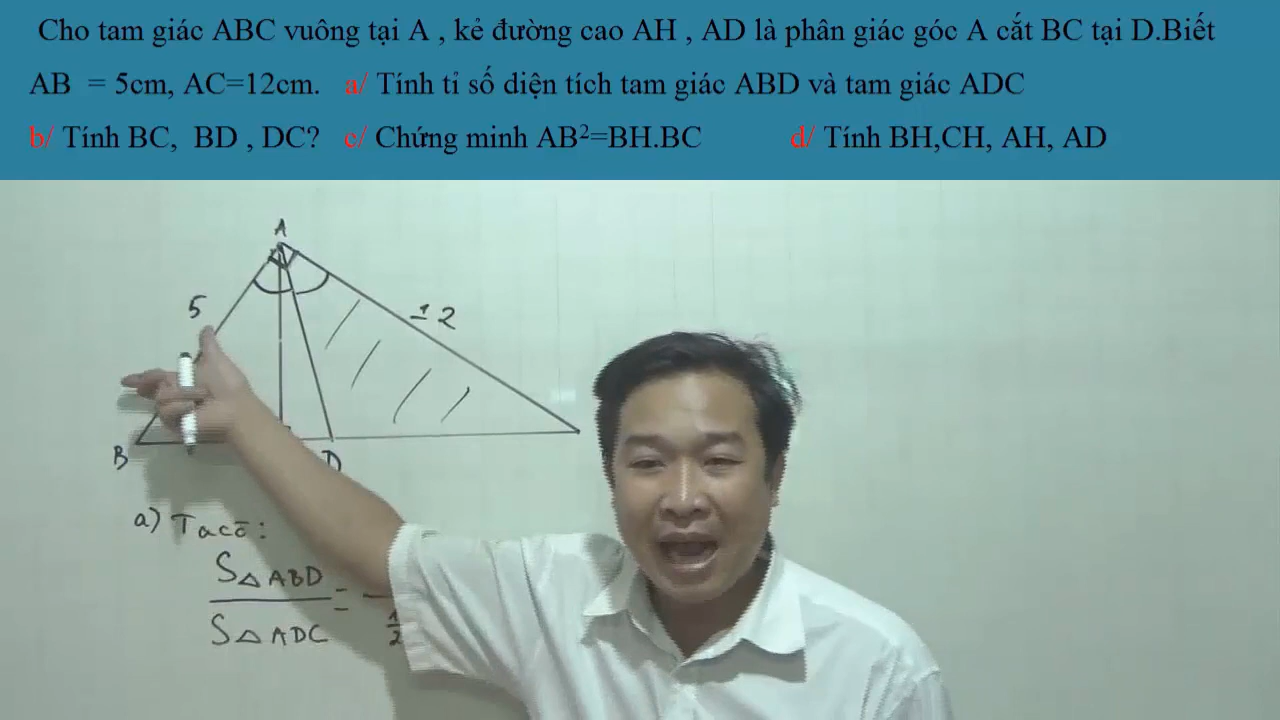 Cho tam giác ABC vuông tại A , kẻ đường cao AH , AD là phân giác góc A cắt BC tại D.Biết
AB = 5cm, AC=12cm. a/ Tính tỉ số diện tích tam giác ABD và tam giác ADC
b/ Tính BC, BD , DC? c/ Chứng minh AB²=BH.BC d/ Tính BH,CH, AH, AD
A
5
12
B
D
a) Ta có:
S△ABD
=
S△ADC
1
2